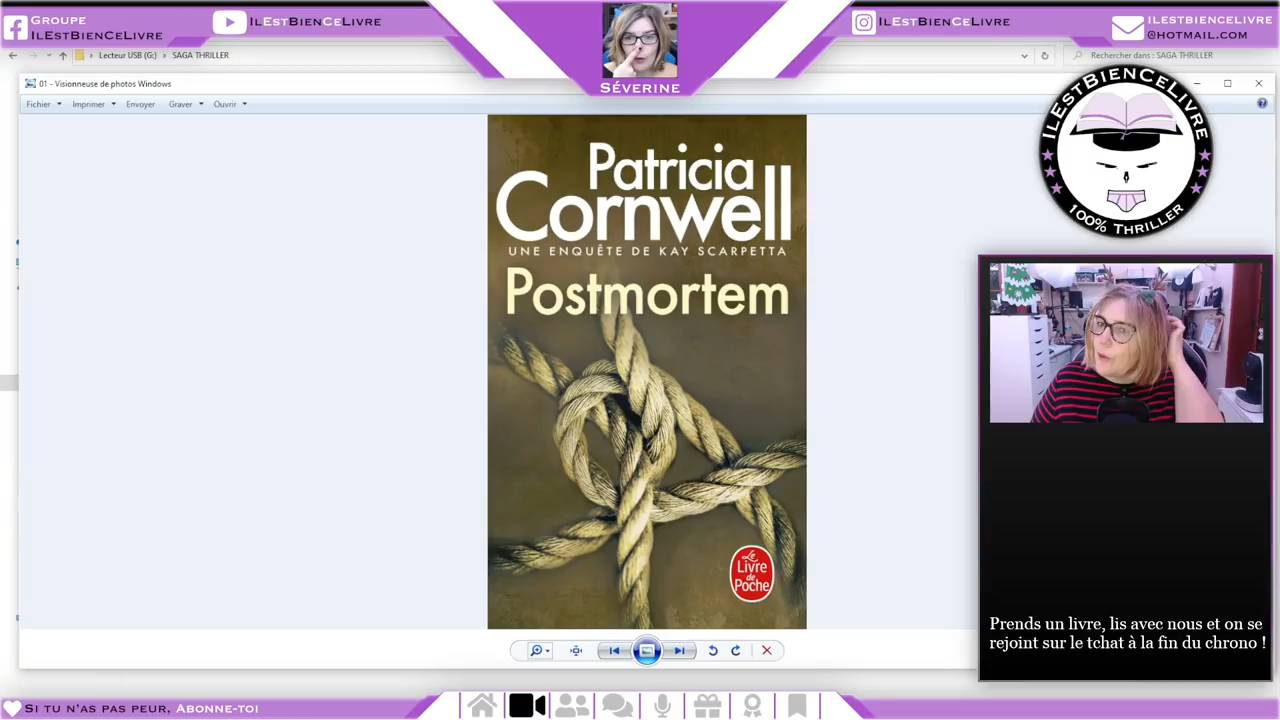 Groupe
IlEstBienCeLivre
IlEstBienCeLivre
Séverine
IlEstBienCeLivre
ilestbiencelivre
@hotmail.com
Lecteur USB (G:) > SAGA THRILLER
Rechercher dans : SAGA THRILLER
01 - Visionneuse de photos Windows
Fichier Imprimer Envoyer Graver Ouvrir
IlEstBienCeLivre
100% Thriller
Patricia
Cornwell
UNE ENQUÊTE DE KAY SCARPETTA
Postmortem
Le
Livre
de
Poche
Prends un livre, lis avec nous et on se
rejoint sur le tchat à la fin du chrono !
Si tu n'as pas peur, Abonne-toi